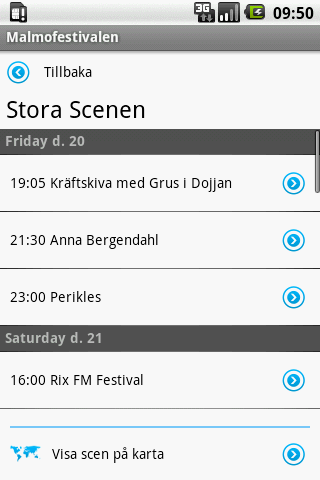 3G
09:50
Malmofestivalen
Tillbaka
Stora Scenen
Friday d. 20
19:05 Kräftskiva med Grus i Dojjan
21:30 Anna Bergendahl
23:00 Perikles
Saturday d. 21
16:00 Rix FM Festival
Visa scen på karta